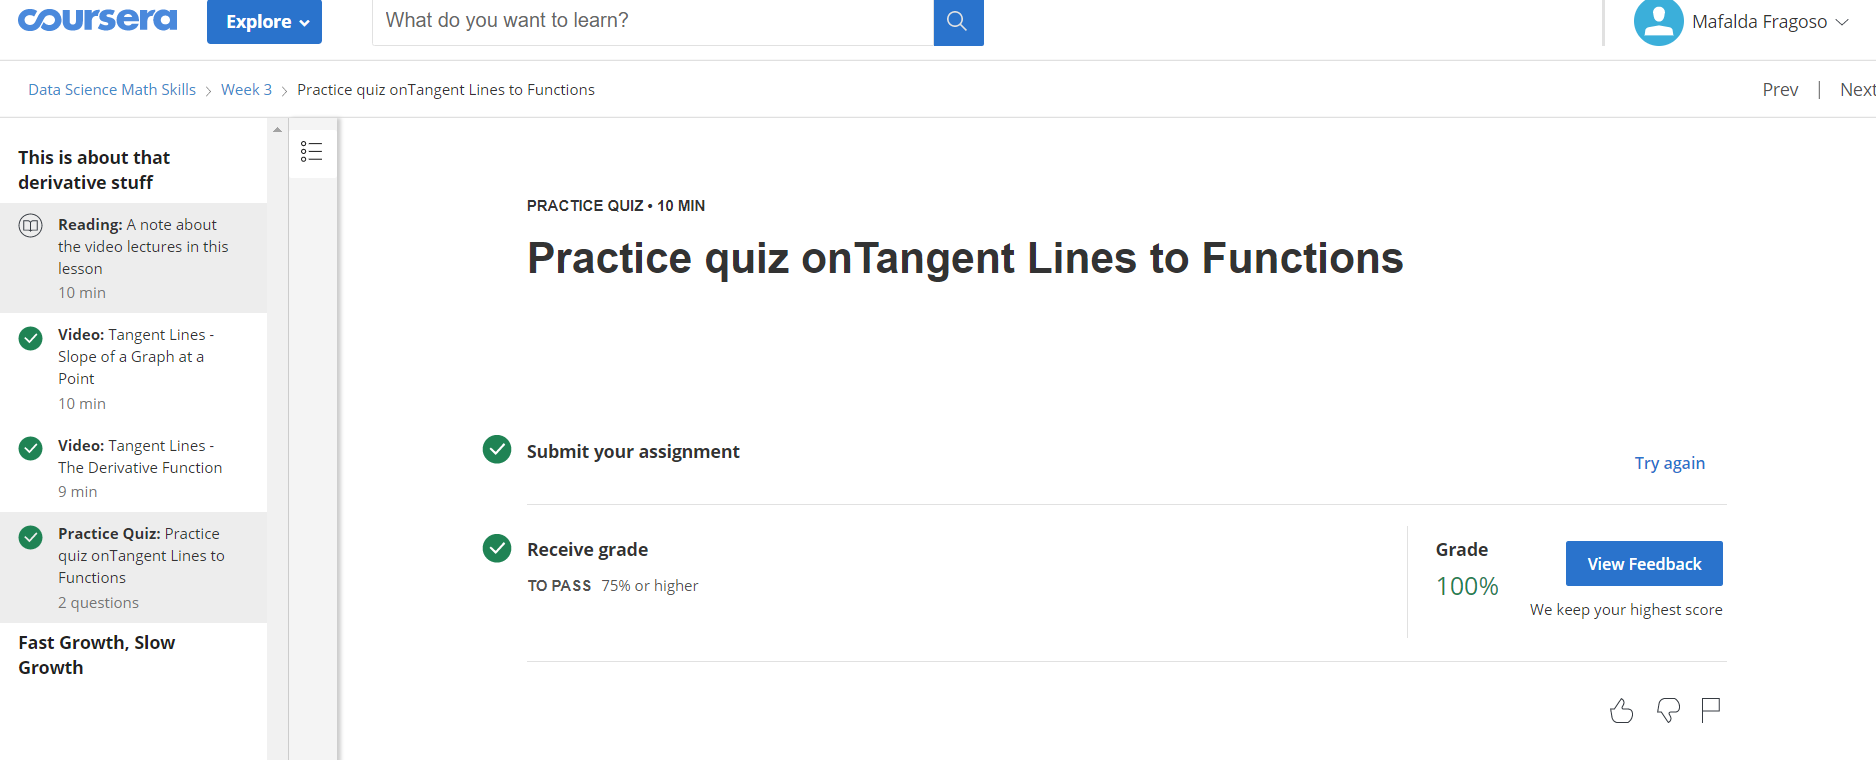 coursera
Explore
What do you want to learn?
Mafalda Fragoso
Data Science Math Skills > Week 3 > Practice quiz onTangent Lines to Functions
Prev | Next
This is about that
derivative stuff
Reading: A note about
the video lectures in this
lesson
10 min
Video: Tangent Lines -
Slope of a Graph at a
Point
10 min
Video: Tangent Lines -
The Derivative Function
9 min
Practice Quiz: Practice
quiz onTangent Lines to
Functions
2 questions
Fast Growth, Slow
Growth
PRACTICE QUIZ • 10 MIN
Practice quiz onTangent Lines to Functions
Submit your assignment
Try again
Receive grade
TO PASS 75% or higher
Grade
100%
View Feedback
We keep your highest score